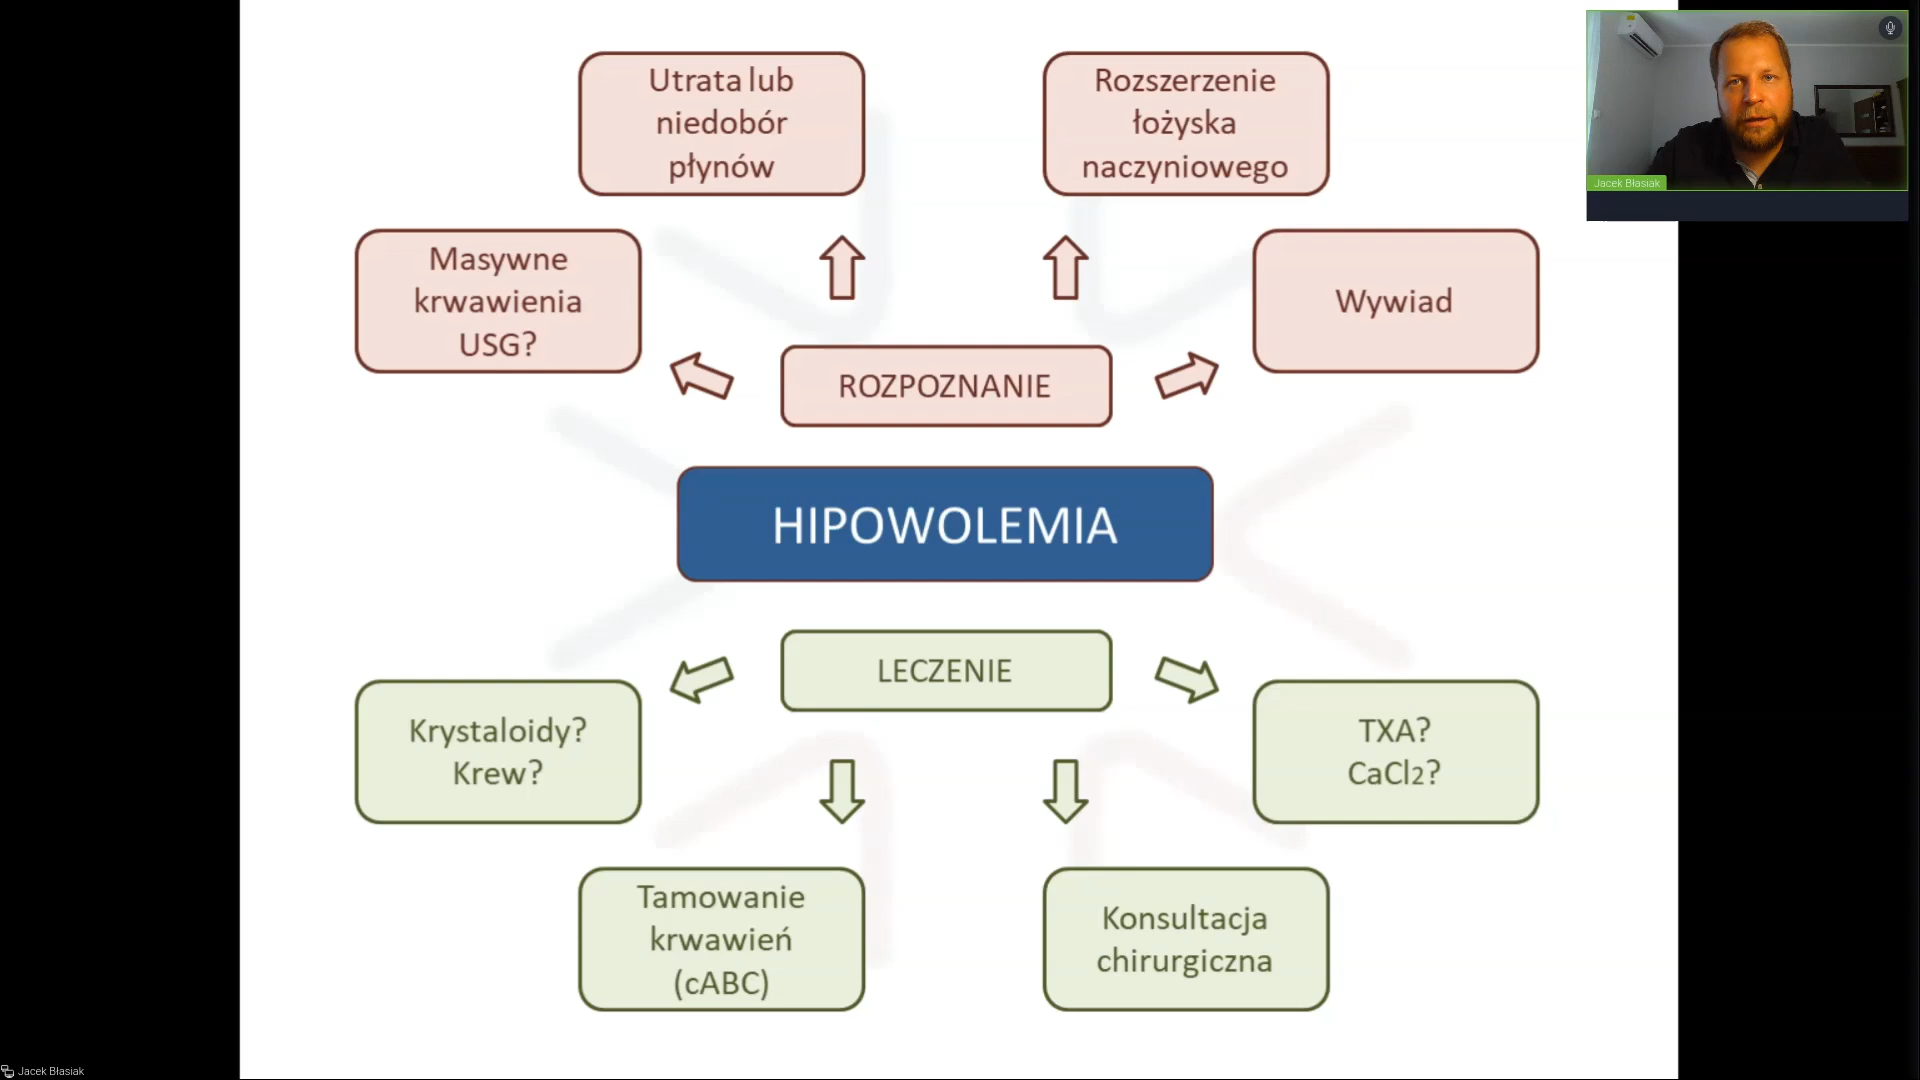 Utrata lub
niedobór
płynów
Rozszerzenie
łożyska
naczyniowego
Masywne
krwawienia
USG?
Wywiad
ROZPOZNANIE
HIPOWOLEMIA
LECZENIE
Krystaloidy?
Krew?
TXA?
CaCl2?
Tamowanie
krwawień
(cABC)
Konsultacja
chirurgiczna
Jacek Błasiak
Jacek Błasiak